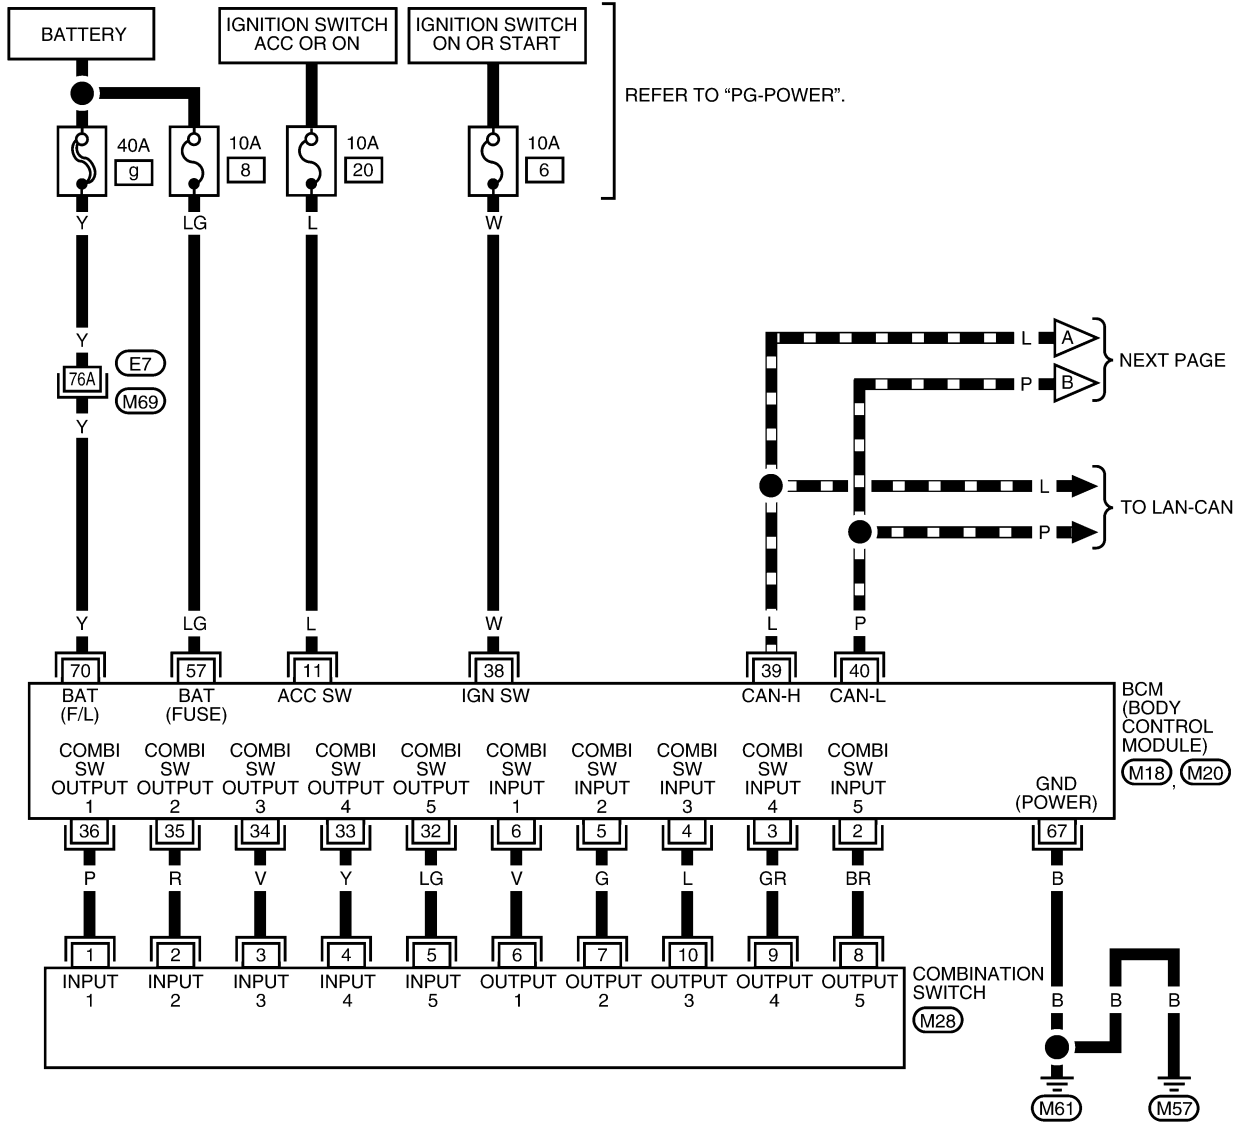 BATTERY
IGNITION SWITCH
ACC OR ON
IGNITION SWITCH
ON OR START
REFER TO “PG-POWER”.
40A
g
10A
8
10A
20
10A
6
Y
LG
L
W
Y
76A
E7
M69
Y
L
A
P
B
NEXT PAGE
L
P
TO LAN-CAN
Y
LG
L
W
L
P
70
57
11
38
39
40
BAT
(F/L)
BAT
(FUSE)
ACC SW
IGN SW
CAN-H
CAN-L
BCM
(BODY
CONTROL
MODULE)
M18 , M20
COMBI
SW
OUTPUT
1
COMBI
SW
OUTPUT
2
COMBI
SW
OUTPUT
3
COMBI
SW
OUTPUT
4
COMBI
SW
OUTPUT
5
COMBI
SW
INPUT
1
COMBI
SW
INPUT
2
COMBI
SW
INPUT
3
COMBI
SW
INPUT
4
COMBI
SW
INPUT
5
GND
(POWER)
36
35
34
33
32
6
5
4
3
2
67
P
R
V
Y
LG
V
G
L
GR
BR
B
1
2
3
4
5
6
7
10
9
8
INPUT
1
INPUT
2
INPUT
3
INPUT
4
INPUT
5
OUTPUT
1
OUTPUT
2
OUTPUT
3
OUTPUT
4
OUTPUT
5
COMBINATION
SWITCH
M28
B
B
B
M61
M57